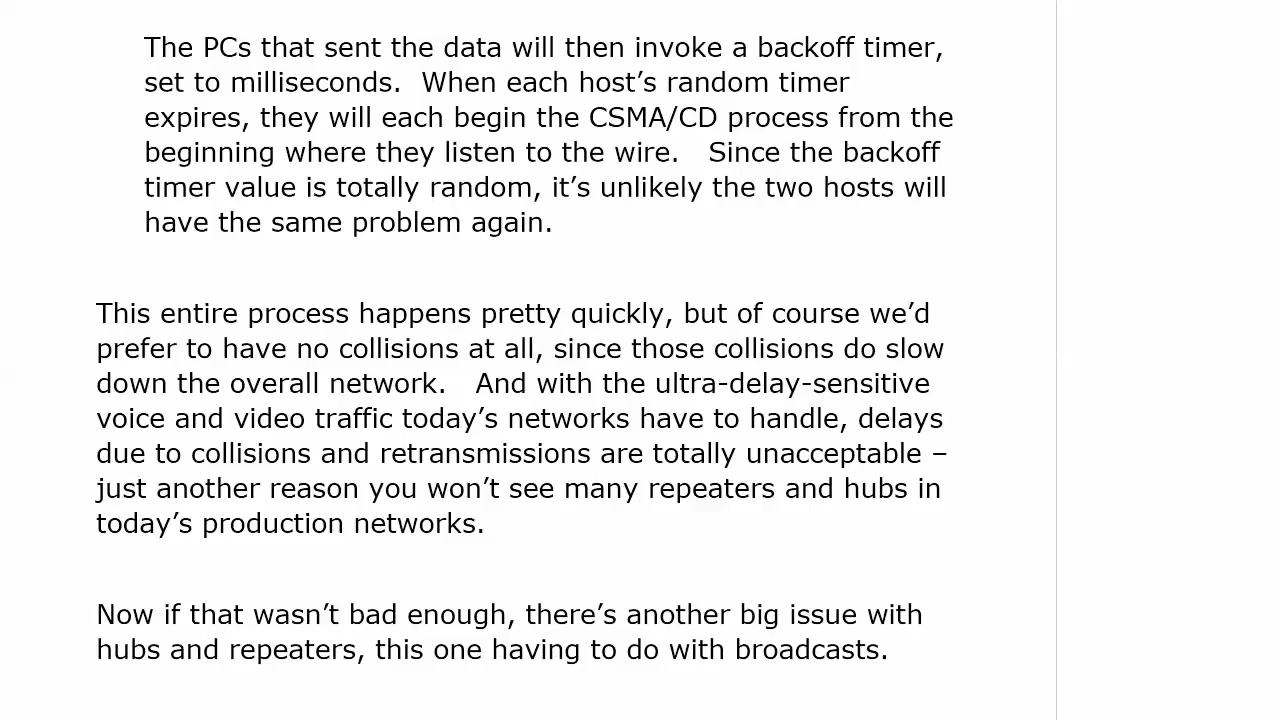 The PCs that sent the data will then invoke a backoff timer,
set to milliseconds.  When each host’s random timer
expires, they will each begin the CSMA/CD process from the
beginning where they listen to the wire.   Since the backoff
timer value is totally random, it’s unlikely the two hosts will
have the same problem again.
This entire process happens pretty quickly, but of course we’d
prefer to have no collisions at all, since those collisions do slow
down the overall network.   And with the ultra-delay-sensitive
voice and video traffic today’s networks have to handle, delays
due to collisions and retransmissions are totally unacceptable –
just another reason you won’t see many repeaters and hubs in
today’s production networks.
Now if that wasn’t bad enough, there’s another big issue with
hubs and repeaters, this one having to do with broadcasts.